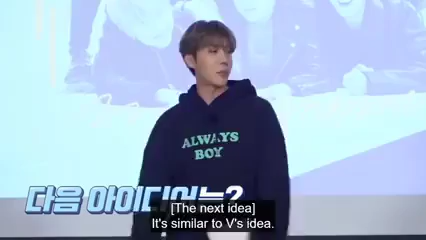 ALWAYS
BOY
다음 아이디어는?
[The next idea]
It's similar to V's idea.